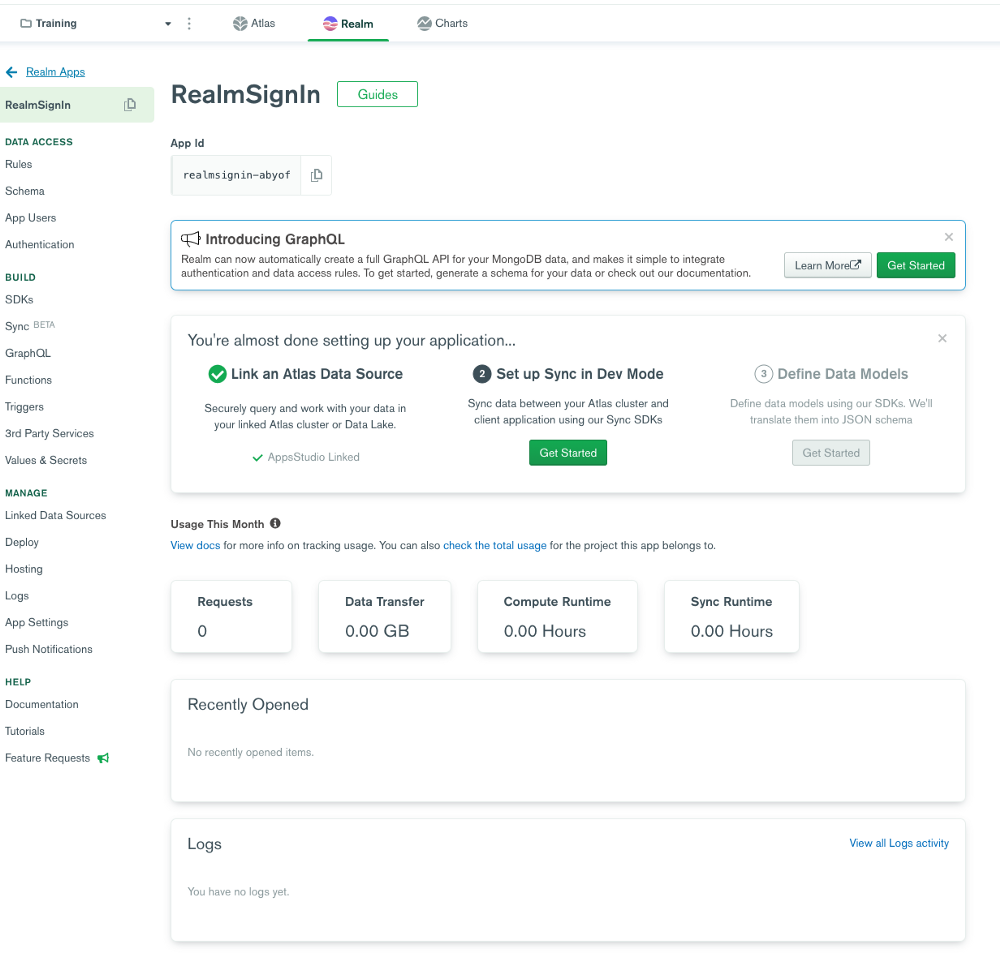 Training
Atlas
Realm
Charts
Realm Apps
RealmSignIn
DATA ACCESS
Rules
Schema
App Users
Authentication
BUILD
SDKs
Sync BETA
GraphQL
Functions
Triggers
3rd Party Services
Values & Secrets
MANAGE
Linked Data Sources
Deploy
Hosting
Logs
App Settings
Push Notifications
HELP
Documentation
Tutorials
Feature Requests
RealmSignIn
Guides
App Id
realmsignin-abyof
Introducing GraphQL
Realm can now automatically create a full GraphQL API for your MongoDB data, and makes it simple to integrate
authentication and data access rules. To get started, generate a schema for your data or check out our documentation.
Learn More
Get Started
You're almost done setting up your application...
Link an Atlas Data Source
Securely query and work with your data in
your linked Atlas cluster or Data Lake.
AppsStudio Linked
2 Set up Sync in Dev Mode
Sync data between your Atlas cluster and
client application using our Sync SDKs
Get Started
3 Define Data Models
Define data models using our SDKs. We'll
translate them into JSON schema
Get Started
Usage This Month
View docs for more info on tracking usage. You can also check the total usage for the project this app belongs to.
Requests
0
Data Transfer
0.00 GB
Compute Runtime
0.00 Hours
Sync Runtime
0.00 Hours
Recently Opened
No recently opened items.
Logs
View all Logs activity
You have no logs yet.